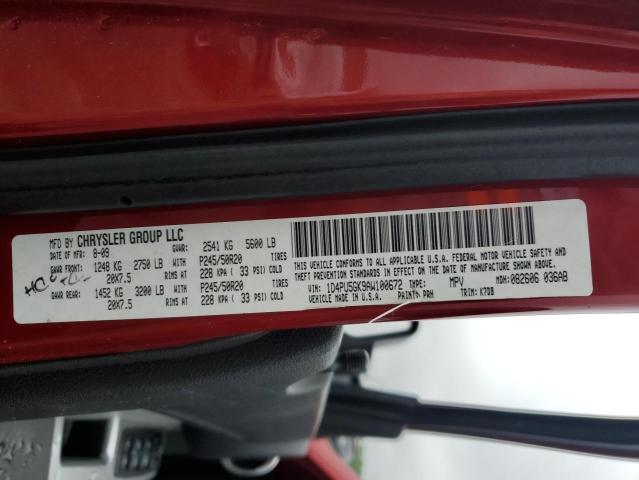 MFD BY CHRYSLER GROUP LLC
DATE OF MFR: 8-09 GVWR: 2541 KG 5600 LB
GAWR FRONT: 1248 KG 2750 LB WITH P245/50R20 TIRES
20X7.5 RIMS AT 228 KPA ( 33 PSI) COLD
GAWR REAR: 1452 KG 3200 LB WITH P245/50R20 TIRES
20X7.5 RIMS AT 228 KPA ( 33 PSI) COLD
THIS VEHICLE CONFORMS TO ALL APPLICABLE U.S.A. FEDERAL MOTOR VEHICLE SAFETY AND
THEFT PREVENTION STANDARDS IN EFFECT ON THE DATE OF MANUFACTURE SHOWN ABOVE.
VIN: 1D4PU5GK9AW100672 TYPE: MPV MDH: 082606 036AB
VEHICLE MADE IN U.S.A. PAINT: PRH TRIM: K7DB